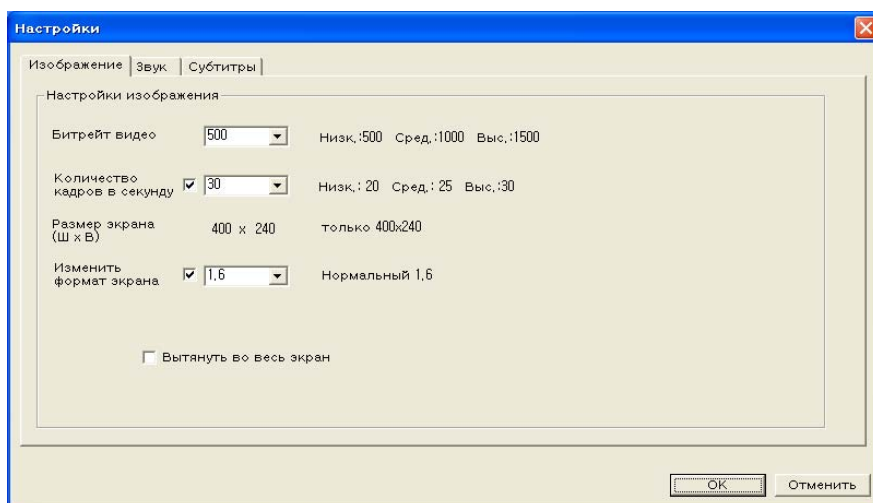 Настройки
Изображение Звук Субтитры
Настройки изображения
Битрейт видео 500 Низк.:500 Сред.:1000 Выс.:1500
Количество
кадров в секунду 30 Низк.: 20 Сред.: 25 Выс.:30
Размер экрана
(Ш x В) 400 x 240 только 400x240
Изменить
формат экрана 1,6 Нормальный 1,6
Вытянуть во весь экран
OK Отменить